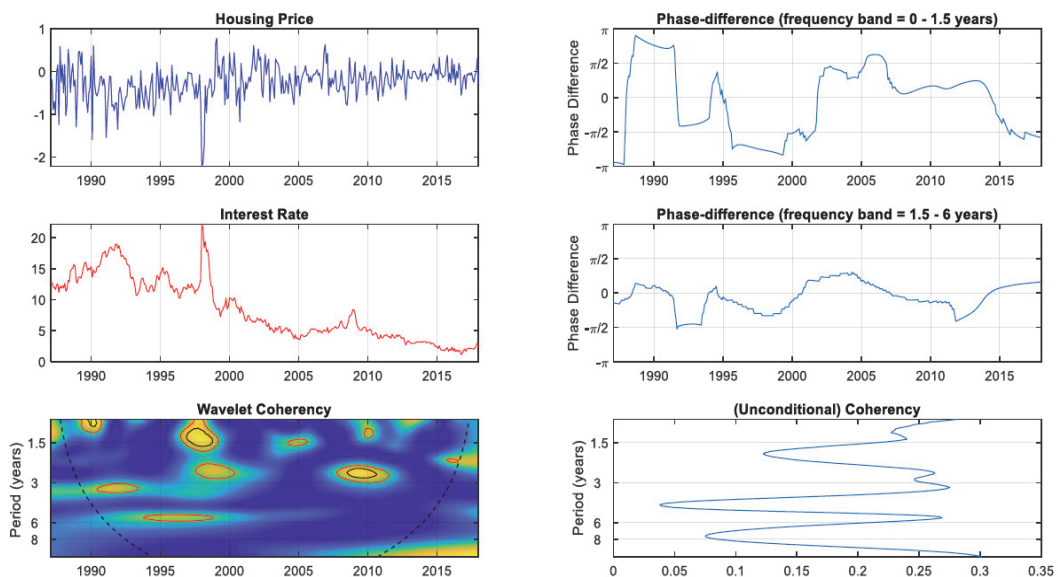 Housing Price
1
0
-1
-2
1990 1995 2000 2005 2010 2015
Phase-difference (frequency band = 0 - 1.5 years)
Phase Difference
π
π/2
0
-π/2
-π
1990 1995 2000 2005 2010 2015
Interest Rate
20
15
10
5
0
1990 1995 2000 2005 2010 2015
Phase-difference (frequency band = 1.5 - 6 years)
Phase Difference
π
π/2
0
-π/2
-π
1990 1995 2000 2005 2010 2015
Wavelet Coherency
Period (years)
1.5
3
6
8
1990 1995 2000 2005 2010 2015
(Unconditional) Coherency
Period (years)
1.5
3
6
8
0 0.05 0.1 0.15 0.2 0.25 0.3 0.35